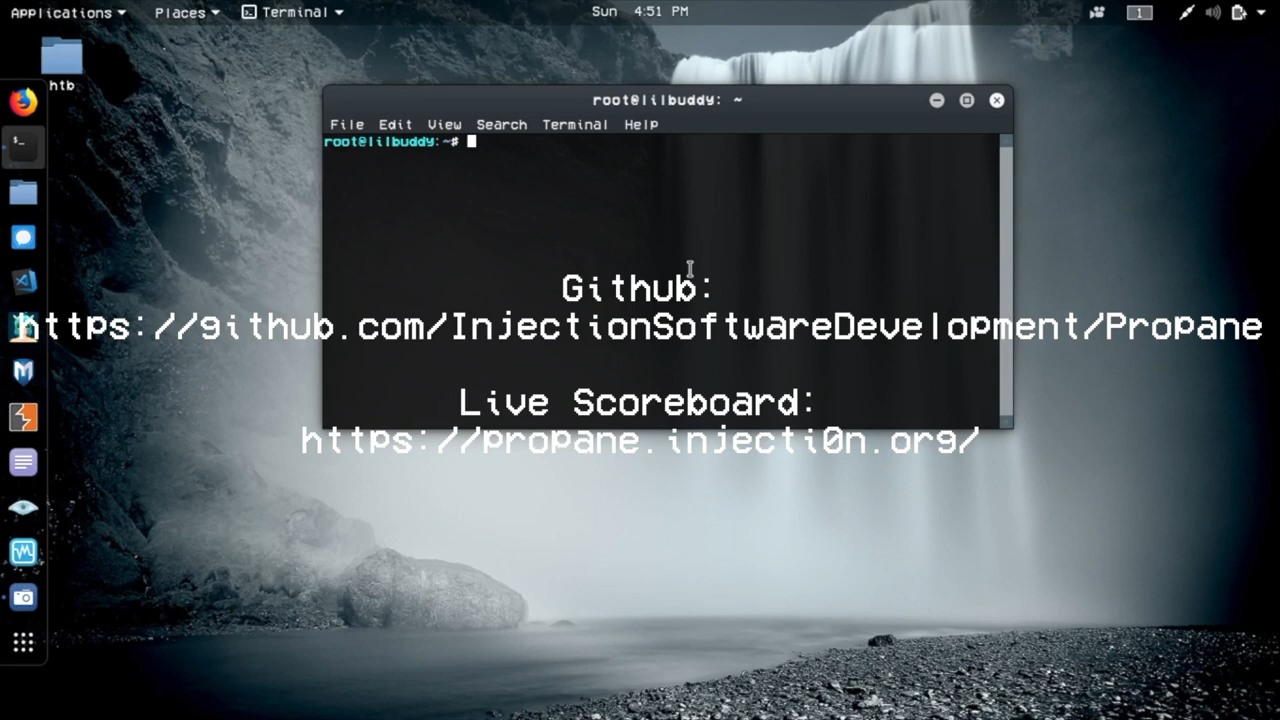 Applications Places Terminal Sun 4:51 PM 1
htb
root@lilbuddy: ~
File Edit View Search Terminal Help
root@lilbuddy:~#
Github:
https://github.com/InjectionSoftwareDevelopment/Propane
Live Scoreboard:
https://propane.injecti0n.org/